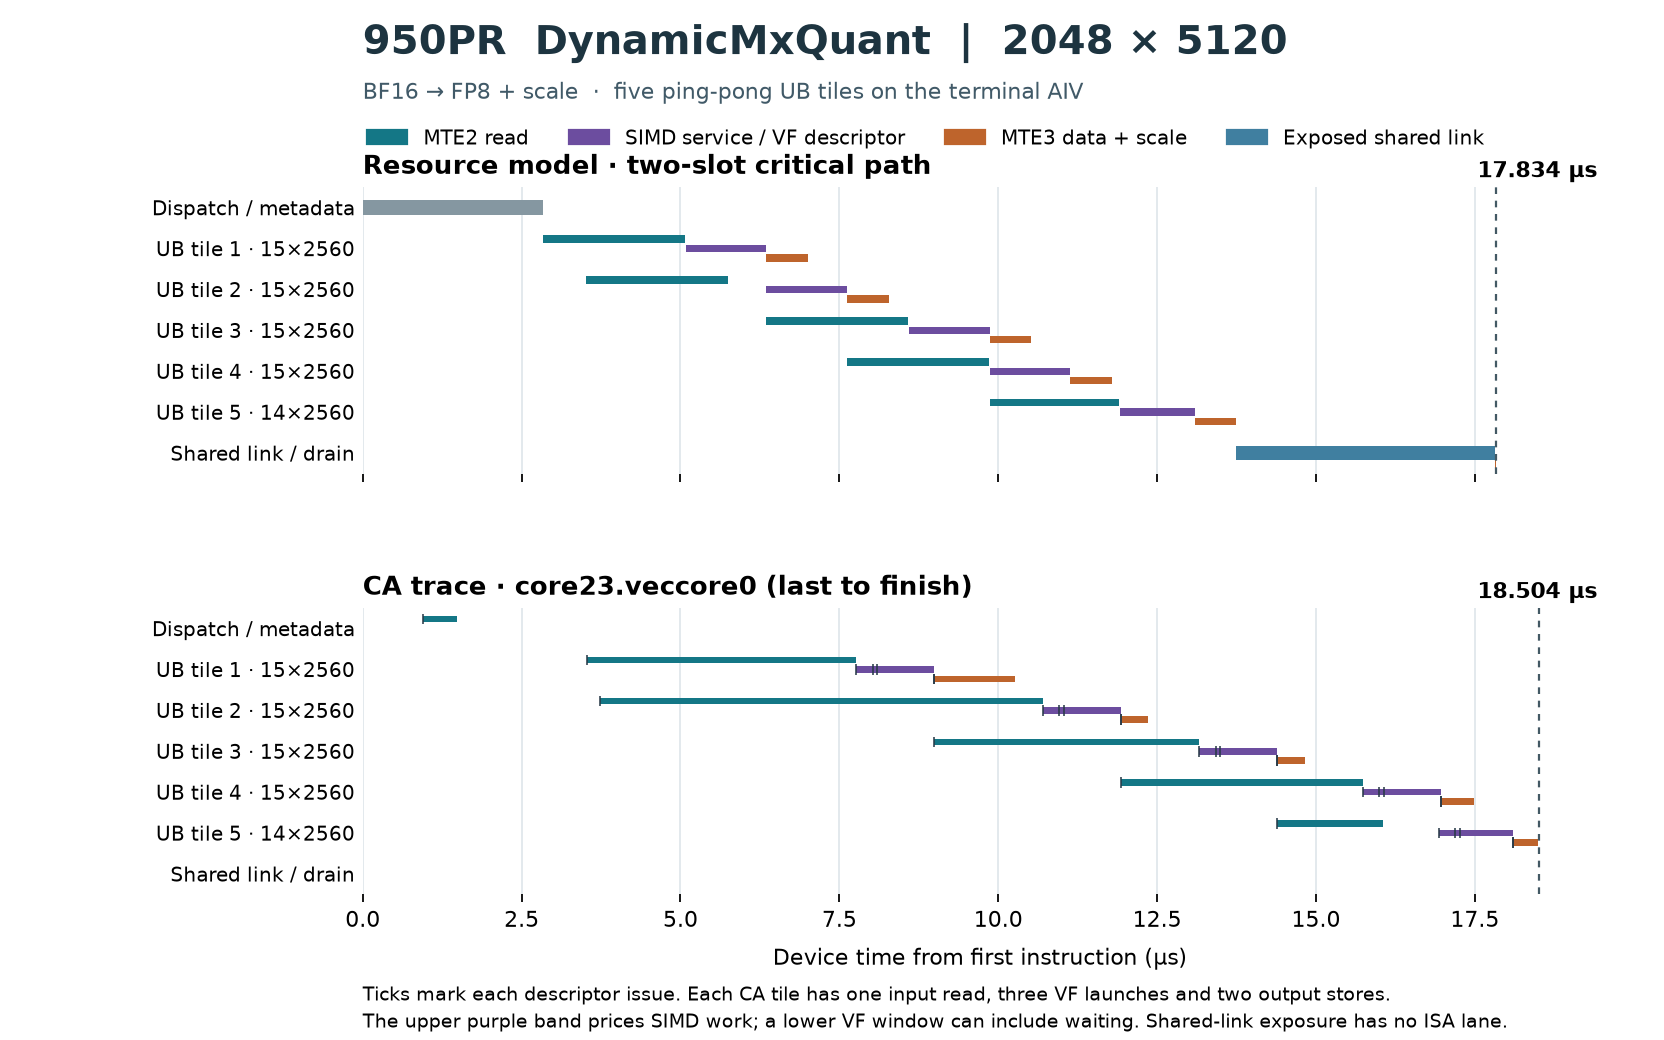 950PR DynamicMxQuant | 2048 × 5120
BF16 → FP8 + scale · five ping-pong UB tiles on the terminal AIV
MTE2 read SIMD service / VF descriptor MTE3 data + scale Exposed shared link
Resource model · two-slot critical path
17.834 µs
Dispatch / metadata
UB tile 1 · 15×2560
UB tile 2 · 15×2560
UB tile 3 · 15×2560
UB tile 4 · 15×2560
UB tile 5 · 14×2560
Shared link / drain
CA trace · core23.veccore0 (last to finish)
18.504 µs
Dispatch / metadata
UB tile 1 · 15×2560
UB tile 2 · 15×2560
UB tile 3 · 15×2560
UB tile 4 · 15×2560
UB tile 5 · 14×2560
Shared link / drain
0.0 2.5 5.0 7.5 10.0 12.5 15.0 17.5
Device time from first instruction (µs)
Ticks mark each descriptor issue. Each CA tile has one input read, three VF launches and two output stores.
The upper purple band prices SIMD work; a lower VF window can include waiting. Shared-link exposure has no ISA lane.